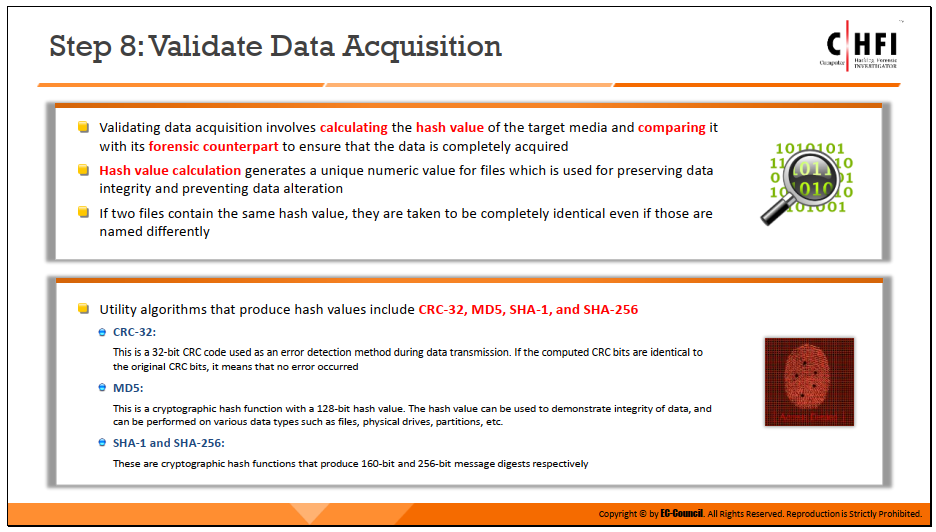 Step 8: Validate Data Acquisition
CHFI
Computer Hacking Forensic
INVESTIGATOR
Validating data acquisition involves calculating the hash value of the target media and comparing it
with its forensic counterpart to ensure that the data is completely acquired
Hash value calculation generates a unique numeric value for files which is used for preserving data
integrity and preventing data alteration
If two files contain the same hash value, they are taken to be completely identical even if those are
named differently
1010101
01011
01010
01001
Utility algorithms that produce hash values include CRC-32, MD5, SHA-1, and SHA-256
CRC-32:
This is a 32-bit CRC code used as an error detection method during data transmission. If the computed CRC bits are identical to
the original CRC bits, it means that no error occurred
MD5:
This is a cryptographic hash function with a 128-bit hash value. The hash value can be used to demonstrate integrity of data, and
can be performed on various data types such as files, physical drives, partitions, etc.
SHA-1 and SHA-256:
These are cryptographic hash functions that produce 160-bit and 256-bit message digests respectively
Copyright © by EC-Council. All Rights Reserved. Reproduction is Strictly Prohibited.